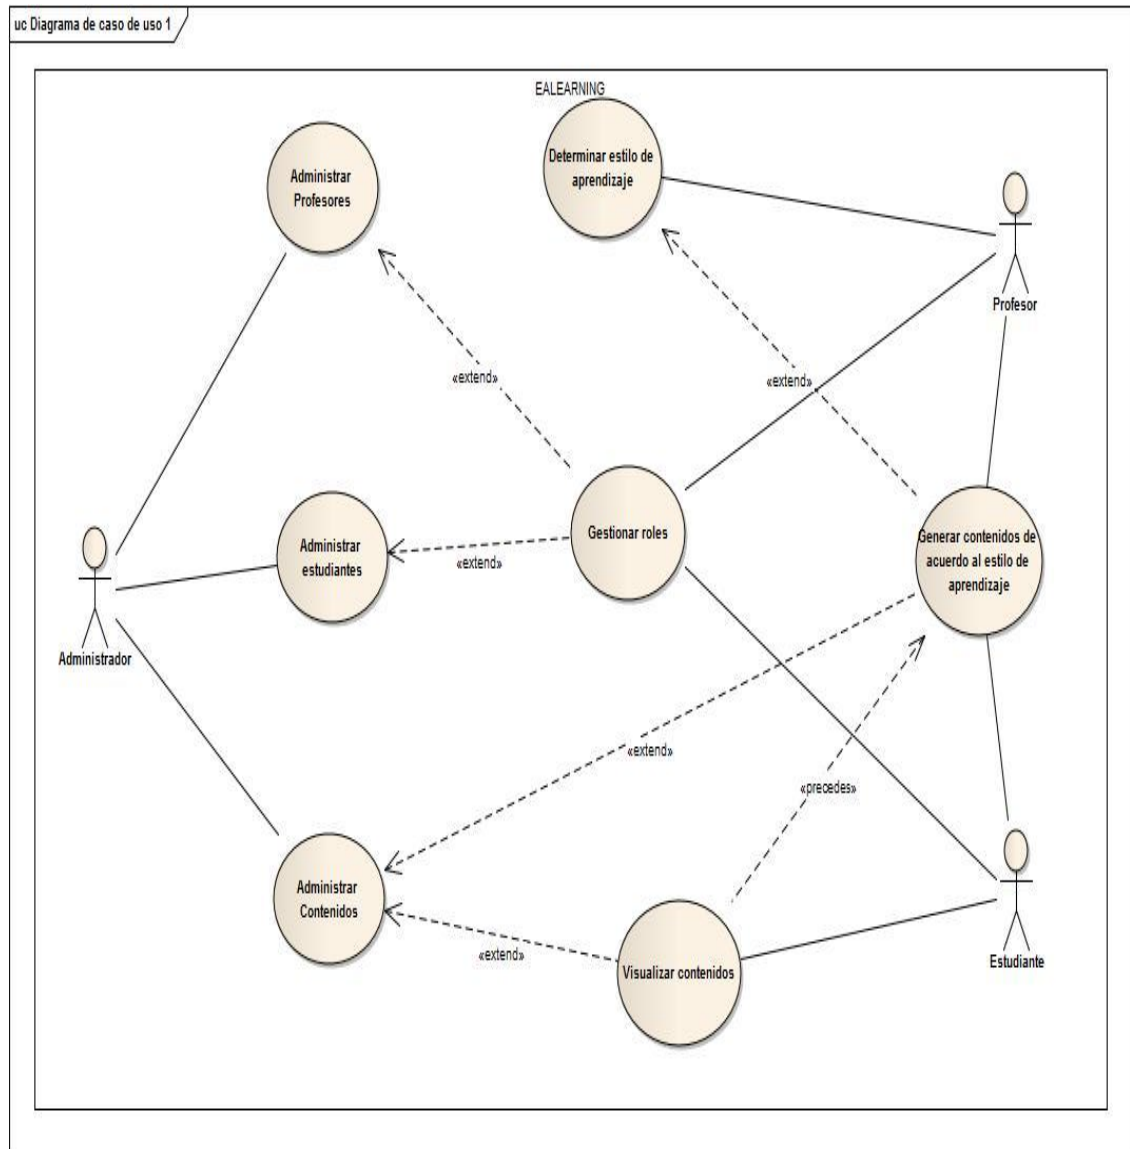 uc Diagrama de caso de uso 1
EALEARNING
Administrar
Profesores
Determinar estilo de
aprendizaje
Profesor
«extend»
«extend»
Administrar
estudiantes
«extend»
Gestionar roles
Generar contenidos de
acuerdo al estilo de
aprendizaje
Administrador
«extend»
«precedes»
Administrar
Contenidos
«extend»
Visualizar contenidos
Estudiante